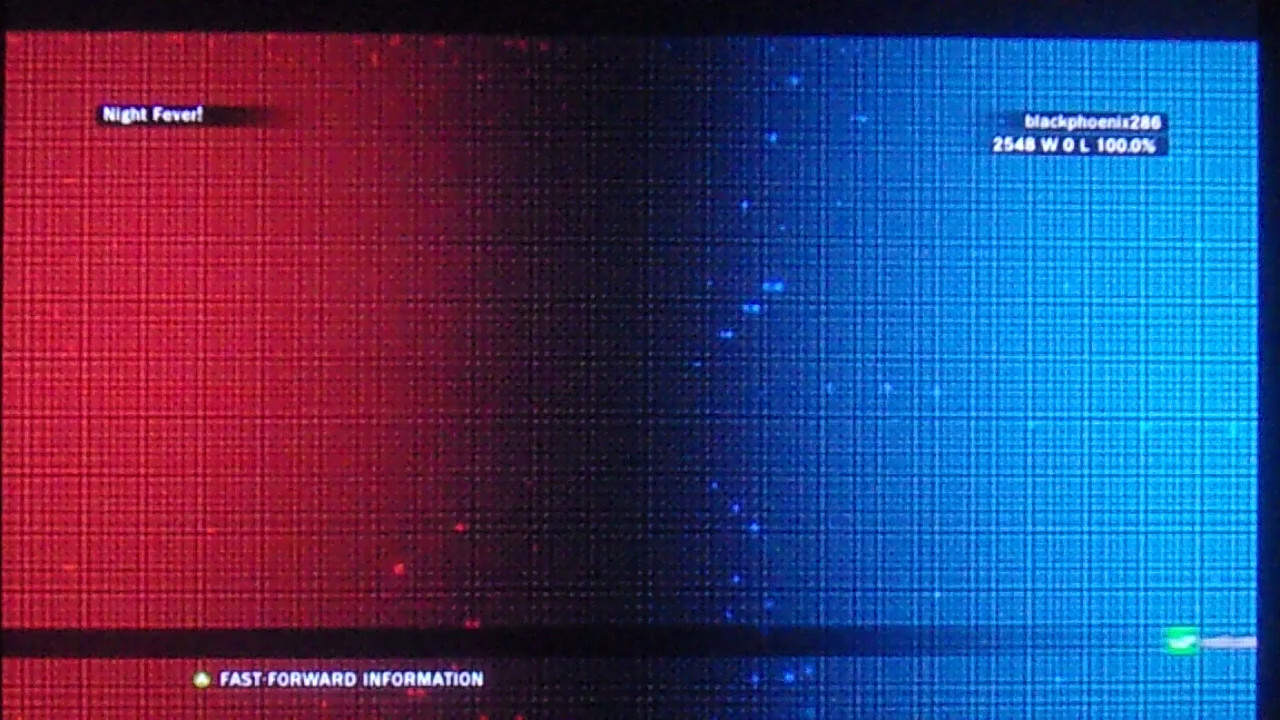 Night Fever!
blackphoenix286
2548 W 0 L 100.0%
FAST-FORWARD INFORMATION